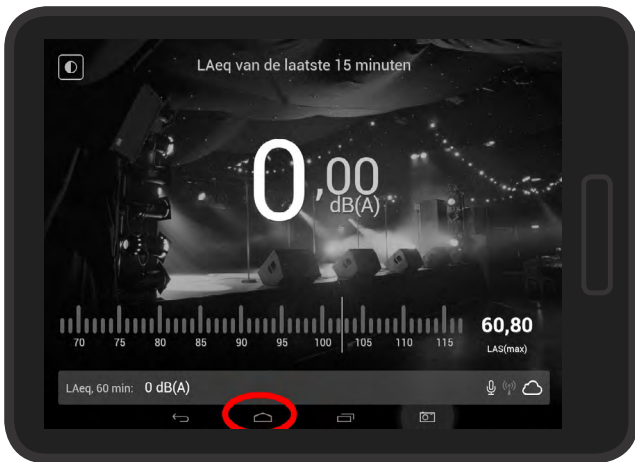 LAeq van de laatste 15 minuten
0,00
dB(A)
70 75 80 85 90 95 100 105 110 115
60,80
LAS(max)
LAeq, 60 min: 0 dB(A)